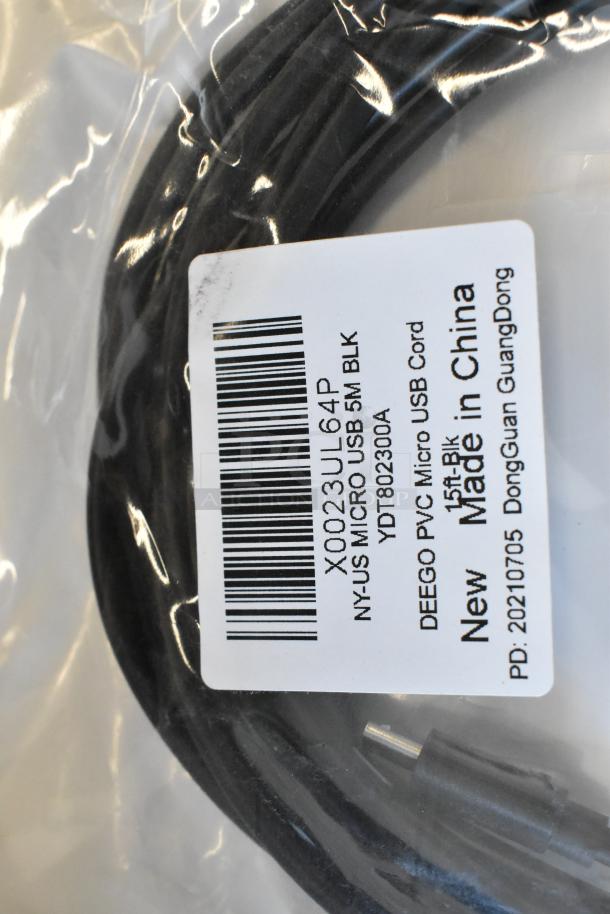 X0023UL64P
NY-US MICRO USB 5M BLK
YDT802300A
DEEGO PVC Micro USB Cord
15ft-Blk
New Made in China
PD: 20210705 DongGuan GuangDong